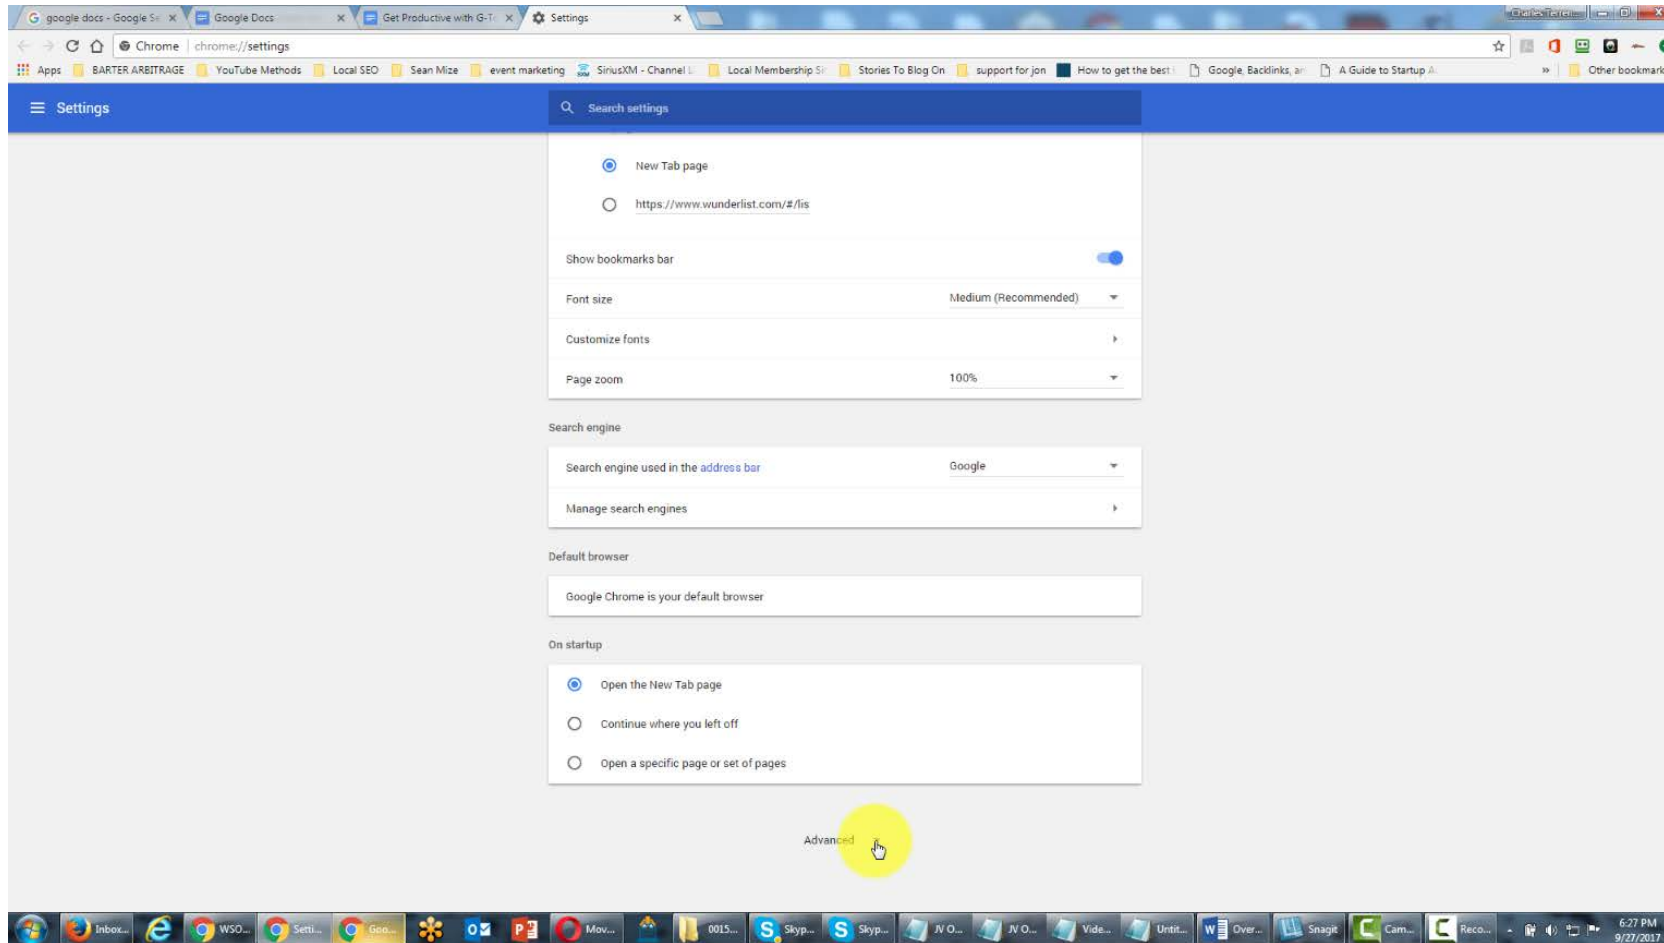 google docs - Google Se
Google Docs
Get Productive with G-T
Settings
Chrome
chrome://settings
Apps
BARTER ARBITRAGE
YouTube Methods
Local SEO
Sean Mize
event marketing
SiriusXM - Channel L
Local Membership Si
Stories To Blog On
support for jon
How to get the best
Google, Backlinks, an
A Guide to Startup A
»
Other bookmark
Settings
Search settings
New Tab page
https://www.wunderlist.com/#/lis
Show bookmarks bar
Font size
Medium (Recommended)
Customize fonts
Page zoom
100%
Search engine
Search engine used in the address bar
Google
Manage search engines
Default browser
Google Chrome is your default browser
On startup
Open the New Tab page
Continue where you left off
Open a specific page or set of pages
Advanced
Inbox...
WSO...
Setti...
Goo...
Mov...
0015...
Skyp...
Skyp...
JV O...
JV O...
Vide...
Untit...
Over...
Snagit
Cam...
Reco...
6:27 PM
9/27/2017